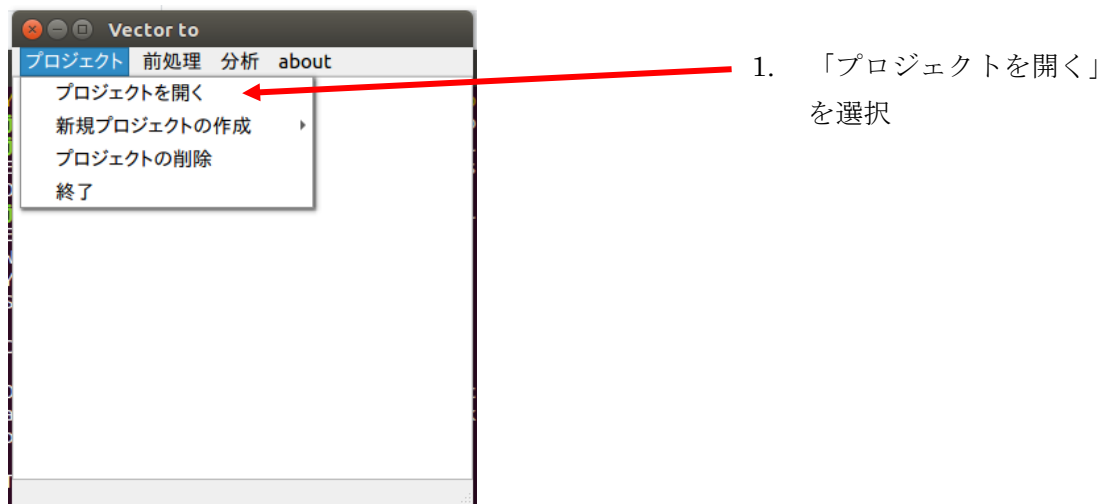 Vector to
プロジェクト 前処理 分析 about
プロジェクトを開く
新規プロジェクトの作成
プロジェクトの削除
終了
1. 「プロジェクトを開く」
を選択